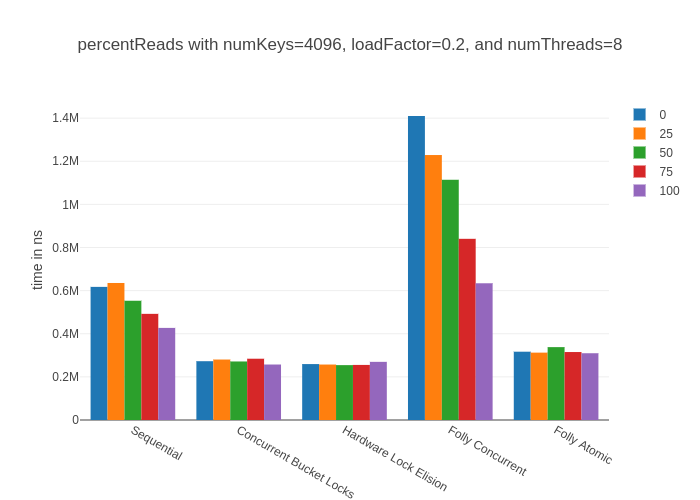 percentReads with numKeys=4096, loadFactor=0.2, and numThreads=8
1.4M
1.2M
1M
0.8M
0.6M
0.4M
0.2M
0
time in ns
Sequential
Concurrent Bucket Locks
Hardware Lock Elision
Folly Concurrent
Folly Atomic
0
25
50
75
100